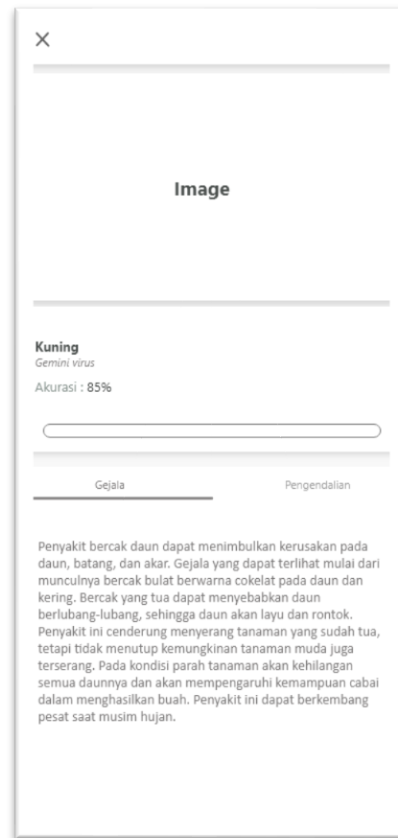 Image
Kuning
Gemini virus
Akurasi : 85%
Gejala
Pengendalian
Penyakit bercak daun dapat menimbulkan kerusakan pada
daun, batang, dan akar. Gejala yang dapat terlihat mulai dari
munculnya bercak bulat berwarna cokelat pada daun dan
kering. Bercak yang tua dapat menyebabkan daun
berlubang-lubang, sehingga daun akan layu dan rontok.
Penyakit ini cenderung menyerang tanaman yang sudah tua,
tetapi tidak menutup kemungkinan tanaman muda juga
terserang. Pada kondisi parah tanaman akan kehilangan
semua daunnya dan akan mempengaruhi kemampuan cabai
dalam menghasilkan buah. Penyakit ini dapat berkembang
pesat saat musim hujan.